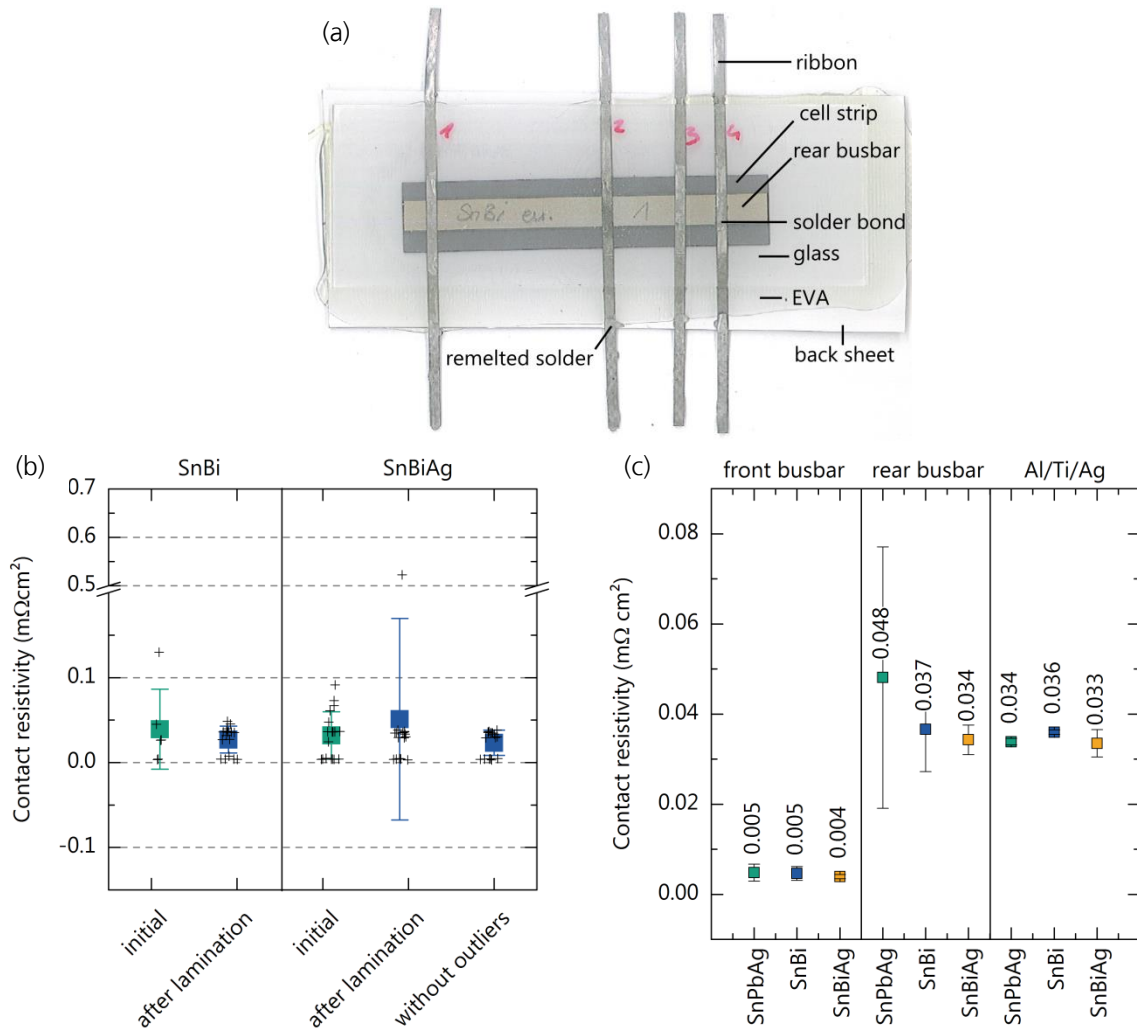 (a)
ribbon
cell strip
rear busbar
solder bond
glass
EVA
back sheet
remelted solder
1
2
3
4
SnBi eu. 1
(b)
SnBi SnBiAg
0.7
0.6
0.5
0.1
0.0
-0.1
Contact resistivity (mΩcm²)
initial
after lamination
initial
after lamination
without outliers
(c)
front busbar rear busbar Al/Ti/Ag
0.08
0.06
0.04
0.02
0.00
Contact resistivity (mΩ cm²)
0.005
0.005
0.004
0.048
0.037
0.034
0.034
0.036
0.033
SnPbAg
SnBi
SnBiAg
SnPbAg
SnBi
SnBiAg
SnPbAg
SnBi
SnBiAg